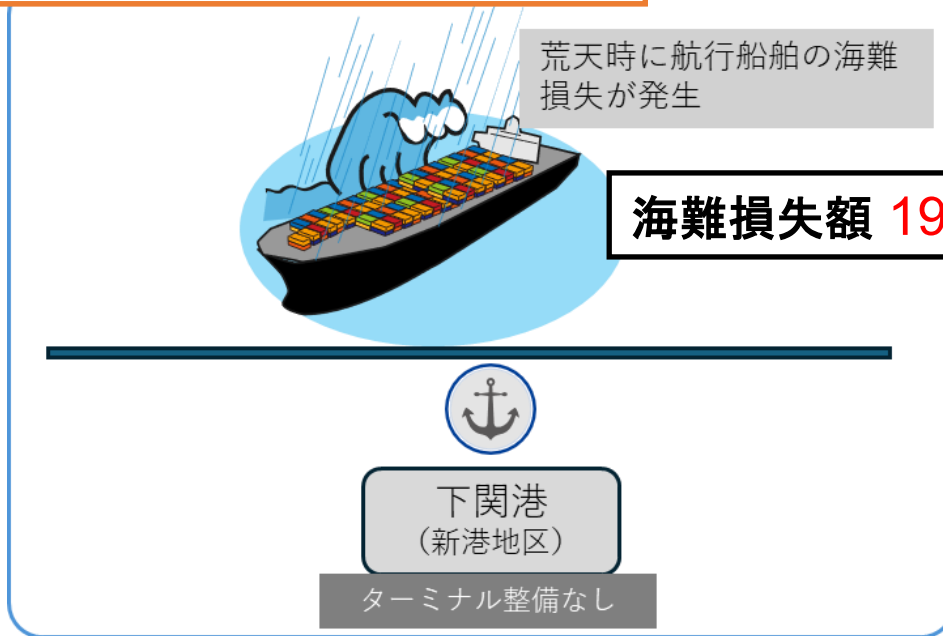 荒天時に航行船舶の海難
損失が発生
海難損失額 19
下関港
（新港地区）
ターミナル整備なし